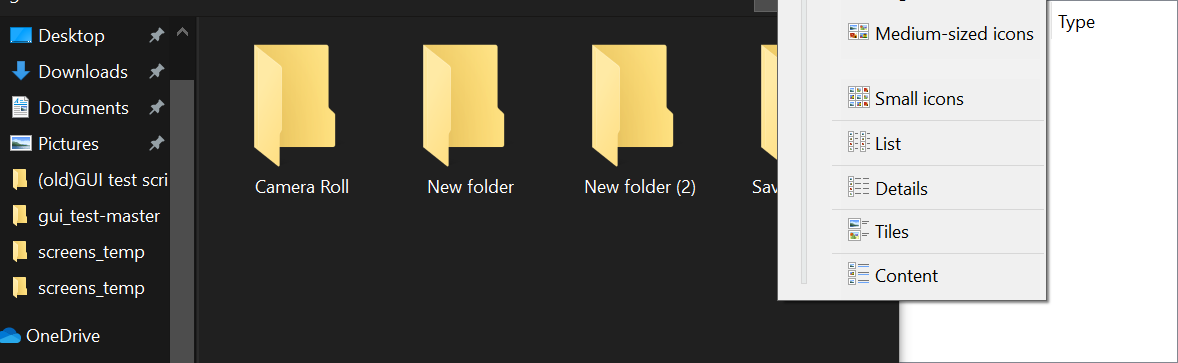 Desktop
Downloads
Documents
Pictures
(old)GUI test scri
gui_test-master
screens_temp
screens_temp
OneDrive
Camera Roll
New folder
New folder (2)
Sav
Medium-sized icons
Small icons
List
Details
Tiles
Content
Type